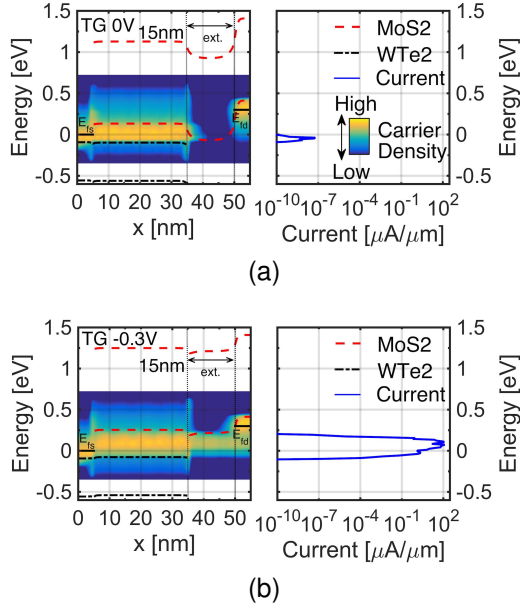 TG 0V
15nm
ext.
E_fs
E_fd
Energy [eV]
1.5
1
0.5
0
-0.5
0 10 20 30 40 50
x [nm]
MoS2
WTe2
Current
High
Low
Carrier
Density
10^-10 10^-7 10^-4 10^-1 10^2
Current [μA/μm]
1.5
1
0.5
0
-0.5
Energy [eV]
(a)
TG -0.3V
15nm
ext.
E_fs
E_fd
Energy [eV]
1.5
1
0.5
0
-0.5
0 10 20 30 40 50
x [nm]
MoS2
WTe2
Current
10^-10 10^-7 10^-4 10^-1 10^2
Current [μA/μm]
1.5
1
0.5
0
-0.5
Energy [eV]
(b)